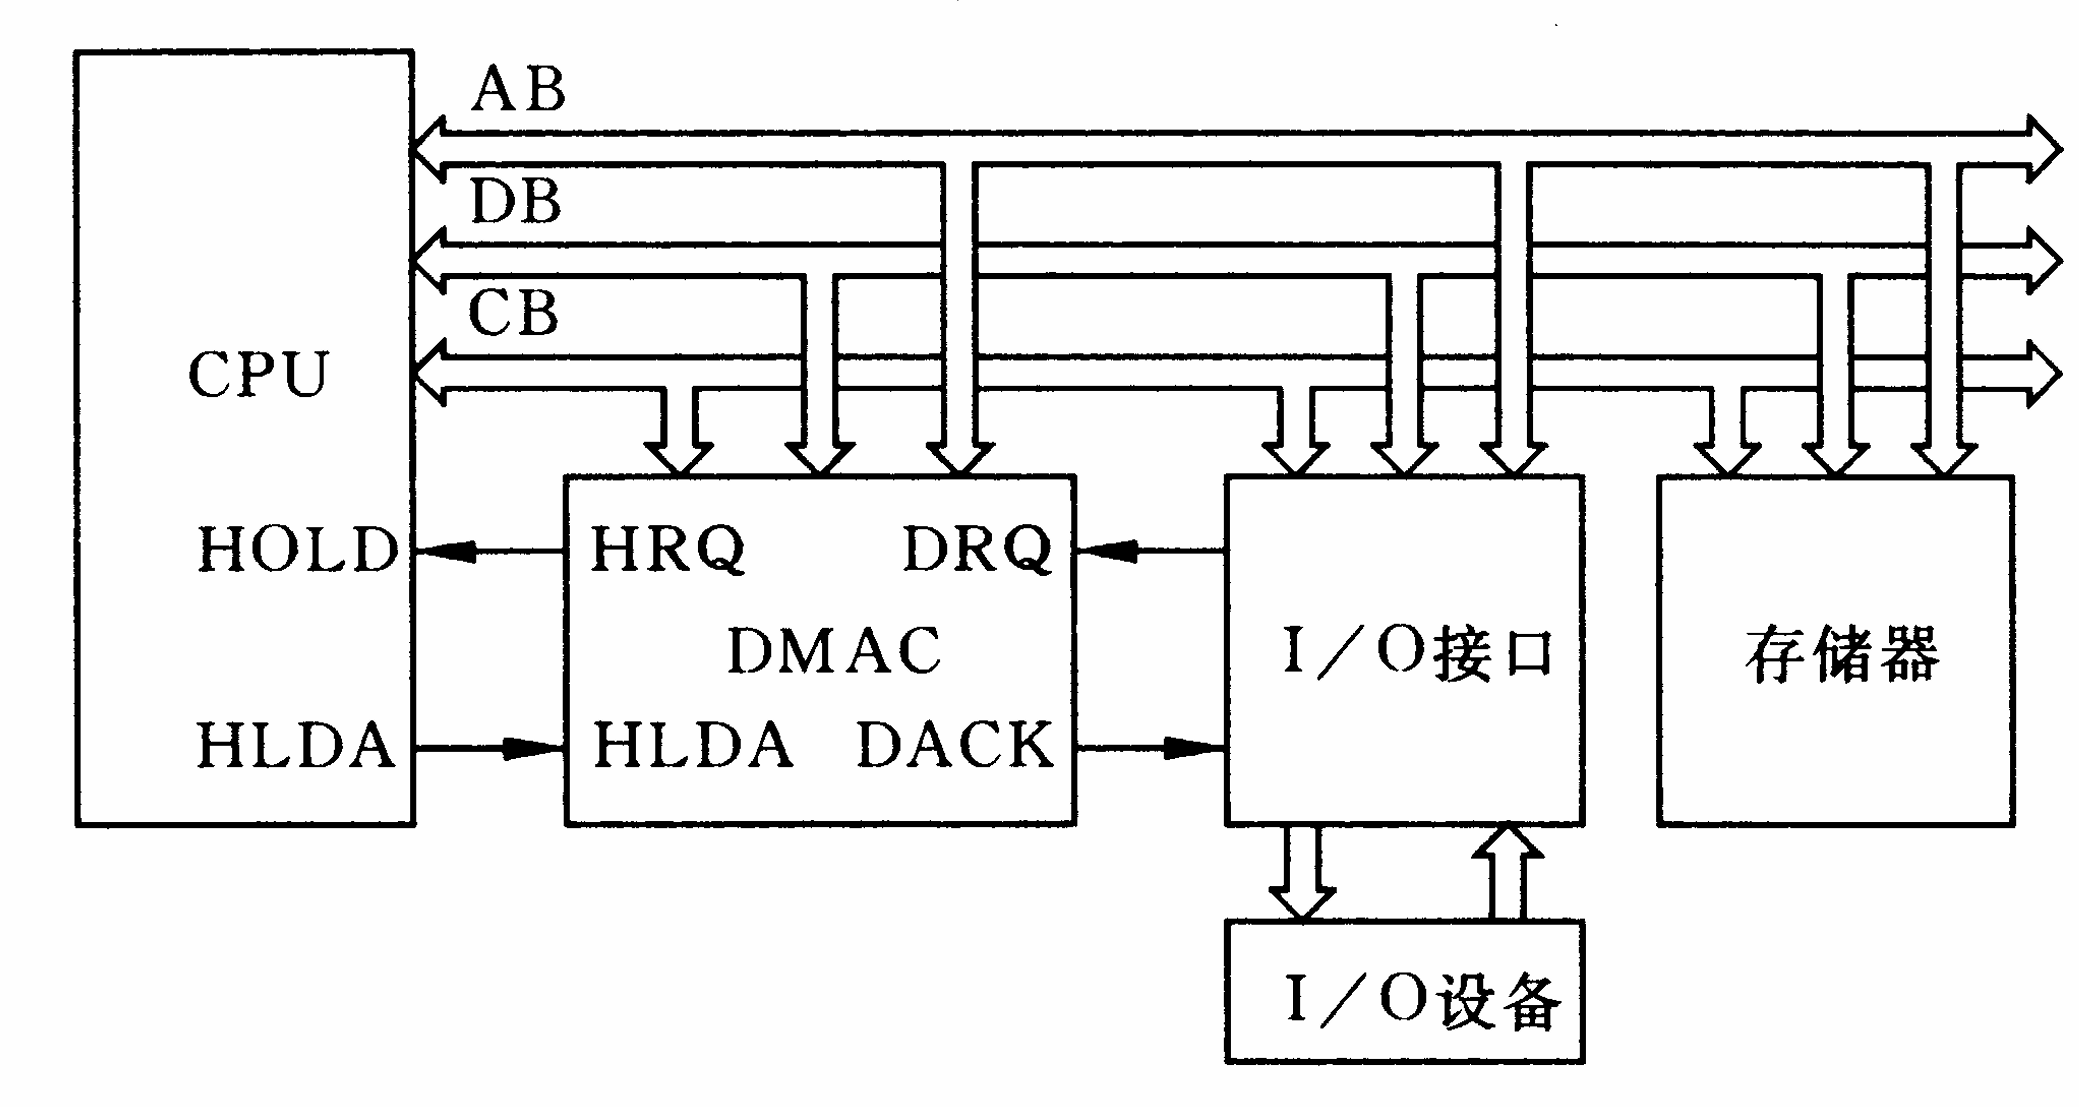 AB
DB
CB
CPU
HOLD
HRQ
DRQ
DMAC
I/O接口
存储器
HLDA
HLDA
DACK
I/O设备